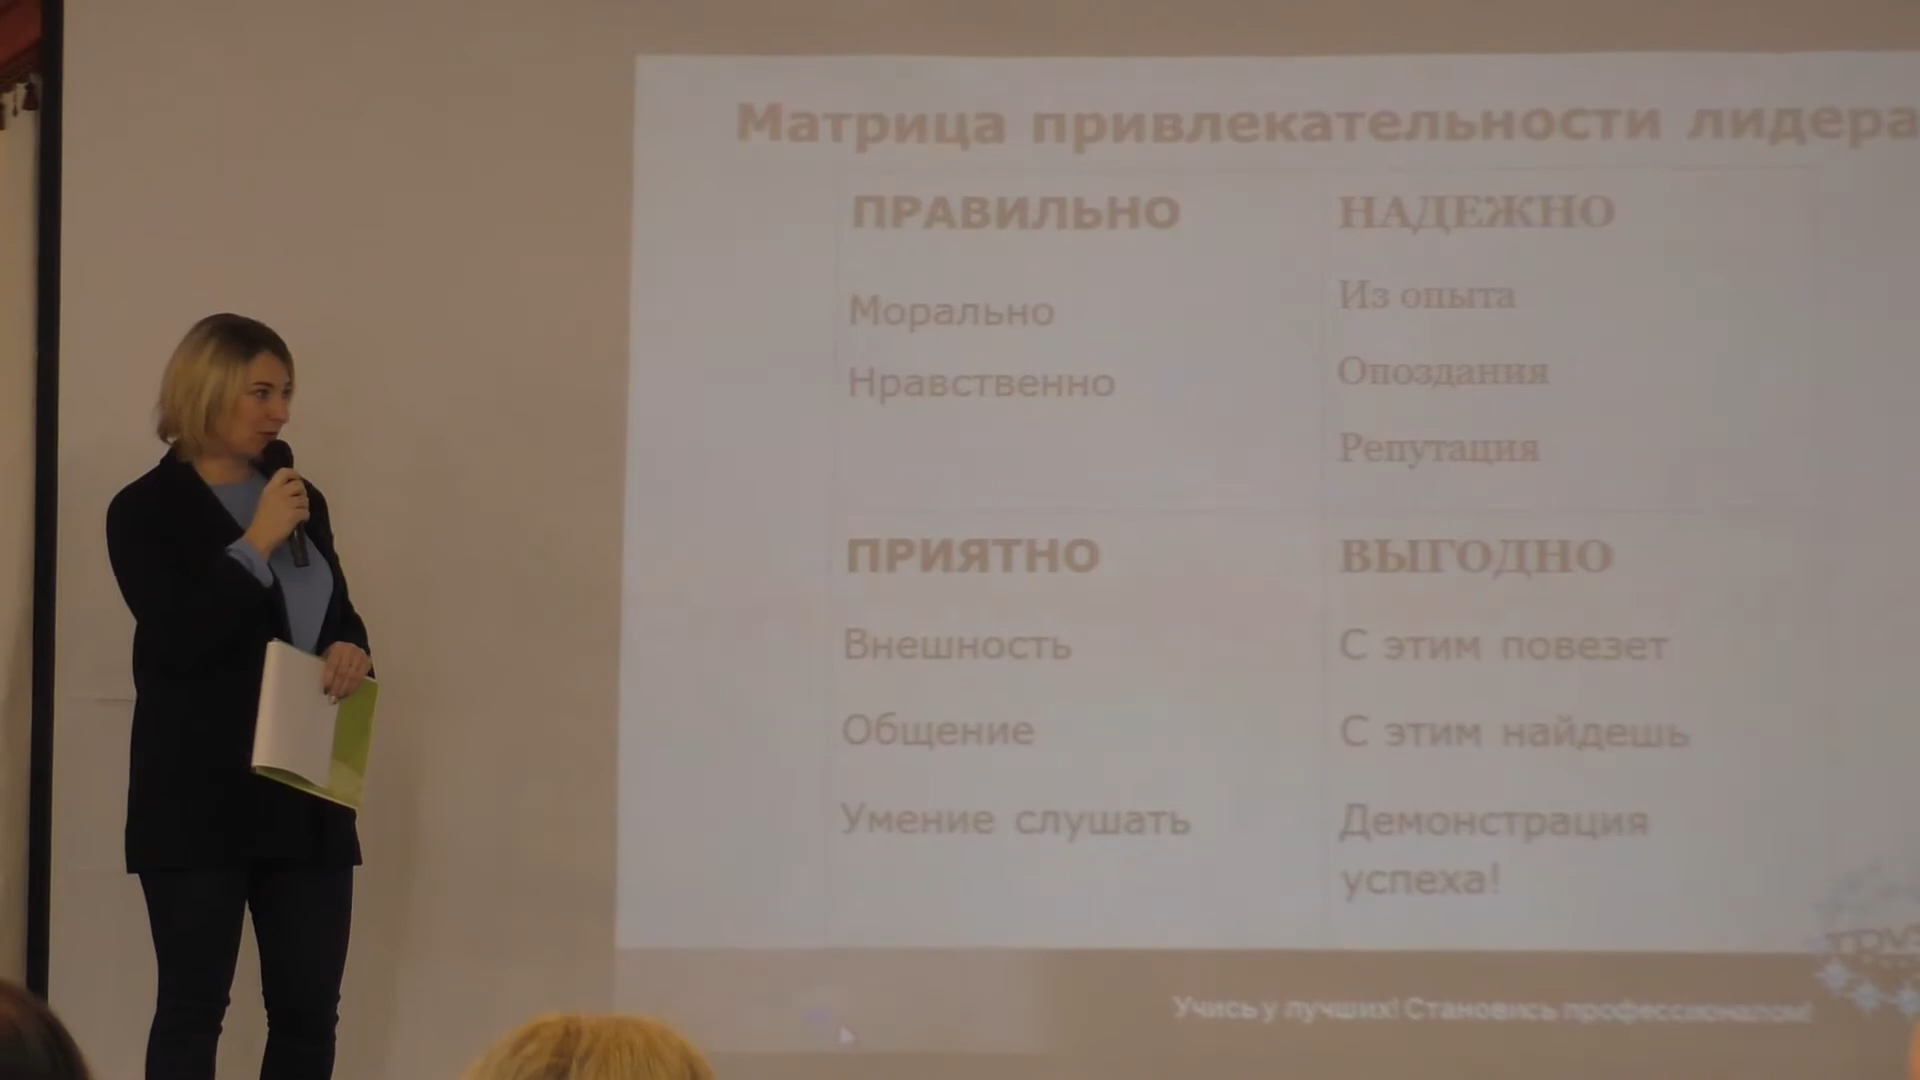 Матрица привлекательности лидера
ПРАВИЛЬНО
Морально
Нравственно
НАДЕЖНО
Из опыта
Опоздания
Репутация
ПРИЯТНО
Внешность
Общение
Умение слушать
ВЫГОДНО
С этим повезет
С этим найдешь
Демонстрация
успеха!
Учись у лучших! Становись профессионалом!